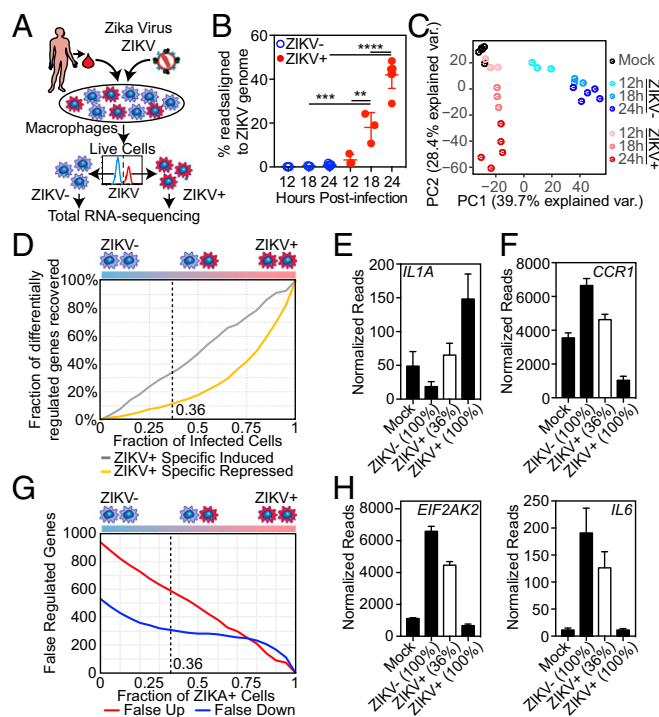 A
Zika Virus
ZIKV
Macrophages
Live Cells
ZIKV-
ZIKV
ZIKV+
Total RNA-sequencing
B
% readsaligned
to ZIKV genome
60
40
20
0
ZIKV-
ZIKV+
****
***
**
12 18 24 12 18 24
Hours Post-infection
C
PC2 (28.4% explained var.)
20
0
-20
-40
-60
-20 0 20 40 60
PC1 (39.7% explained var.)
Mock
12h
18h
24h
ZIKV-
12h
18h
24h
ZIKV+
D
ZIKV-
ZIKV+
Fraction of differentially
regulated genes recovered
100%
80%
60%
40%
20%
0.36
0 0.25 0.50 0.75 1
Fraction of Infected Cells
ZIKV+ Specific Induced
ZIKV+ Specific Repressed
E
IL1A
Normalized Reads
200
150
100
50
0
Mock
ZIKV- (100%)
ZIKV+ (36%)
ZIKV+ (100%)
F
CCR1
Normalized Reads
8000
6000
4000
2000
0
Mock
ZIKV- (100%)
ZIKV+ (36%)
ZIKV+ (100%)
G
ZIKV-
ZIKV+
False Regulated Genes
1000
800
600
400
200
0
0.36
0 0.25 0.50 0.75 1
Fraction of ZIKA+ Cells
False Up
False Down
H
EIF2AK2
Normalized Reads
8000
6000
4000
2000
0
Mock
ZIKV- (100%)
ZIKV+ (36%)
ZIKV+ (100%)
IL6
Normalized Reads
250
200
150
100
50
0
Mock
ZIKV- (100%)
ZIKV+ (36%)
ZIKV+ (100%)